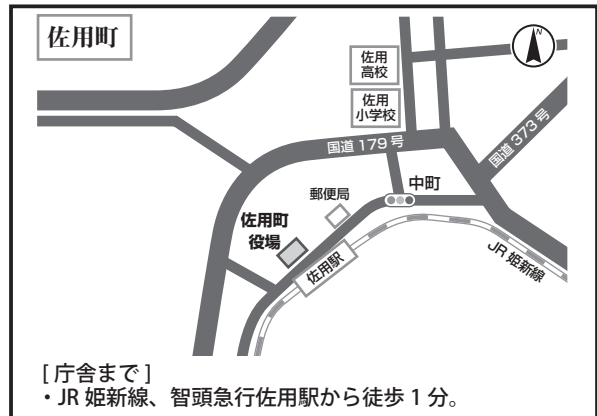 佐用町
N
佐用
高校
佐用
小学校
国道 179 号
国道 373 号
郵便局
中町
佐用町
役場
佐用駅
JR 姫新線
[ 庁舎まで ]
・JR 姫新線、智頭急行佐用駅から徒歩 1 分。